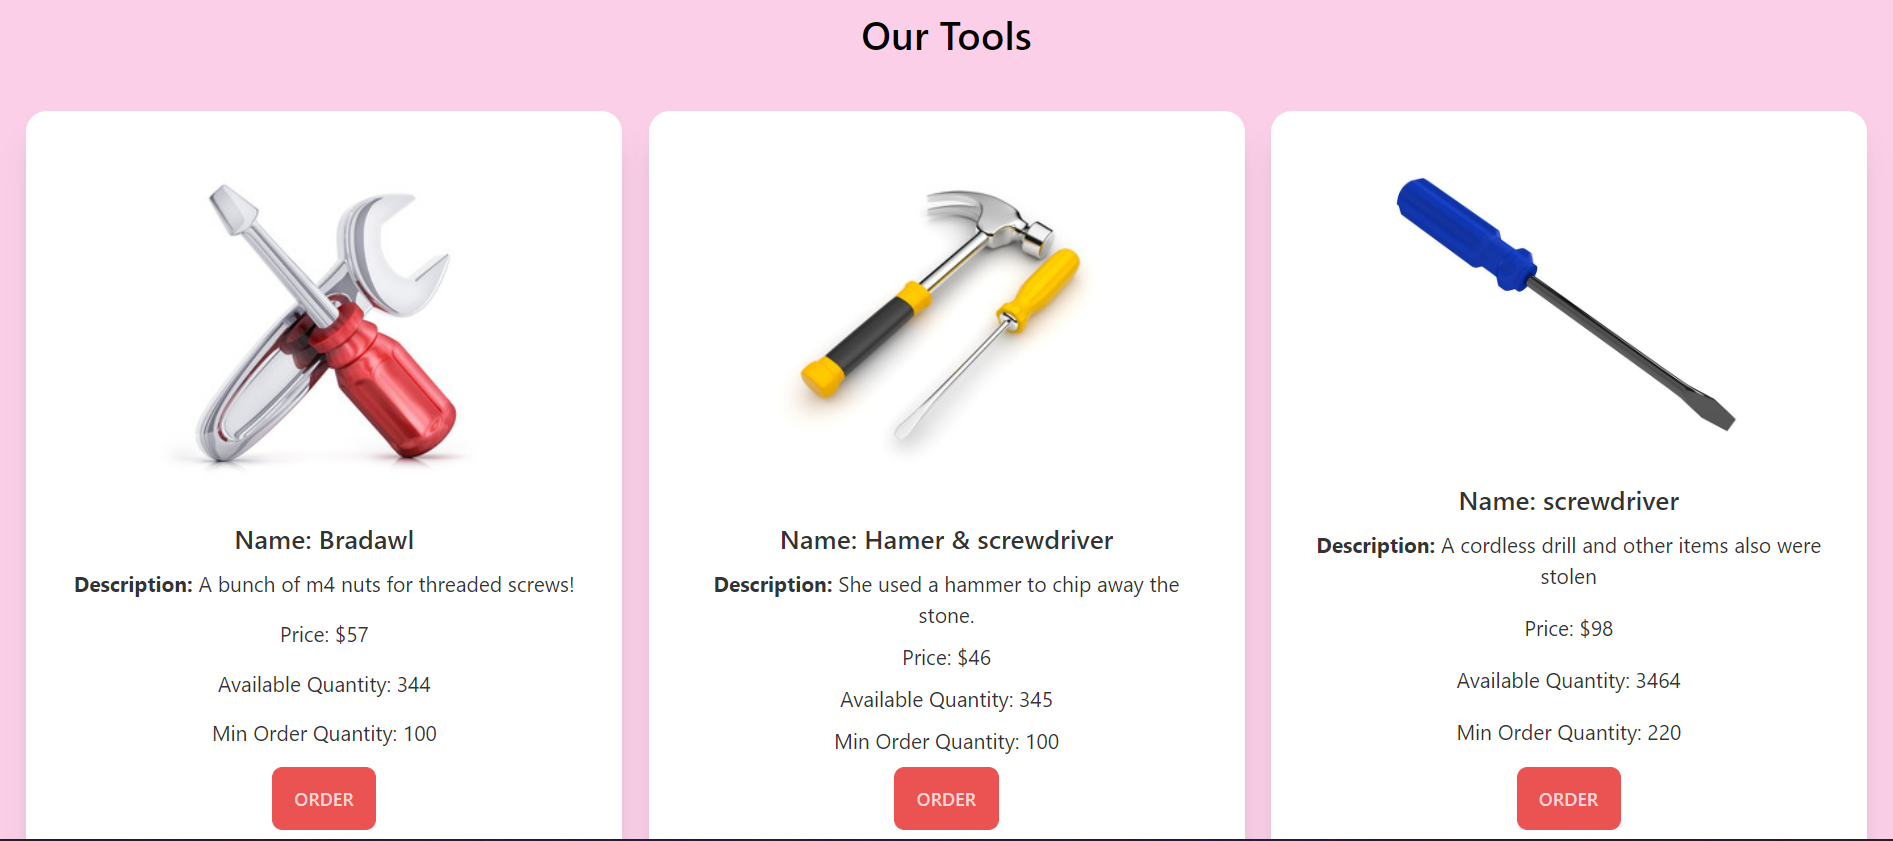 Our Tools
Name: Bradawl
Description: A bunch of m4 nuts for threaded screws!
Price: $57
Available Quantity: 344
Min Order Quantity: 100
ORDER
Name: Hamer & screwdriver
Description: She used a hammer to chip away the
stone.
Price: $46
Available Quantity: 345
Min Order Quantity: 100
ORDER
Name: screwdriver
Description: A cordless drill and other items also were
stolen
Price: $98
Available Quantity: 3464
Min Order Quantity: 220
ORDER